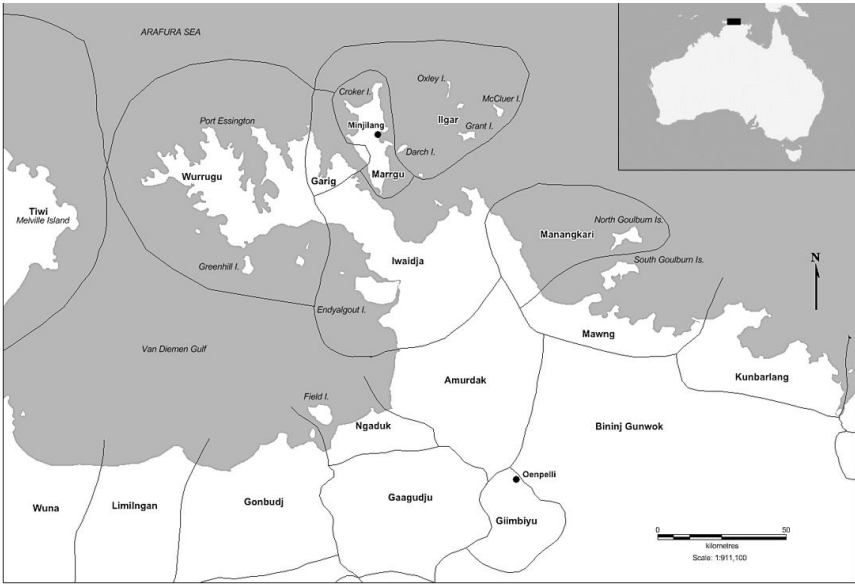 ARAFURA SEA
Oxley I.
Croker I.
McCluer I.
Port Essington
Ilgar
Minjilang
Grant I.
Darch I.
Wurrugu
Garig
Marrgu
Tiwi
Melville Island
North Goulburn Is.
Manangkari
Iwaidja
South Goulburn Is.
Greenhill I.
N
Endyalgout I.
Mawng
Van Diemen Gulf
Kunbarlang
Amurdak
Field I.
Ngaduk
Bininj Gunwok
Oenpelli
Gaagudju
Gonbudj
Limilngan
Wuna
Giimbiyu
0 50
kilometres
Scale: 1:911,100